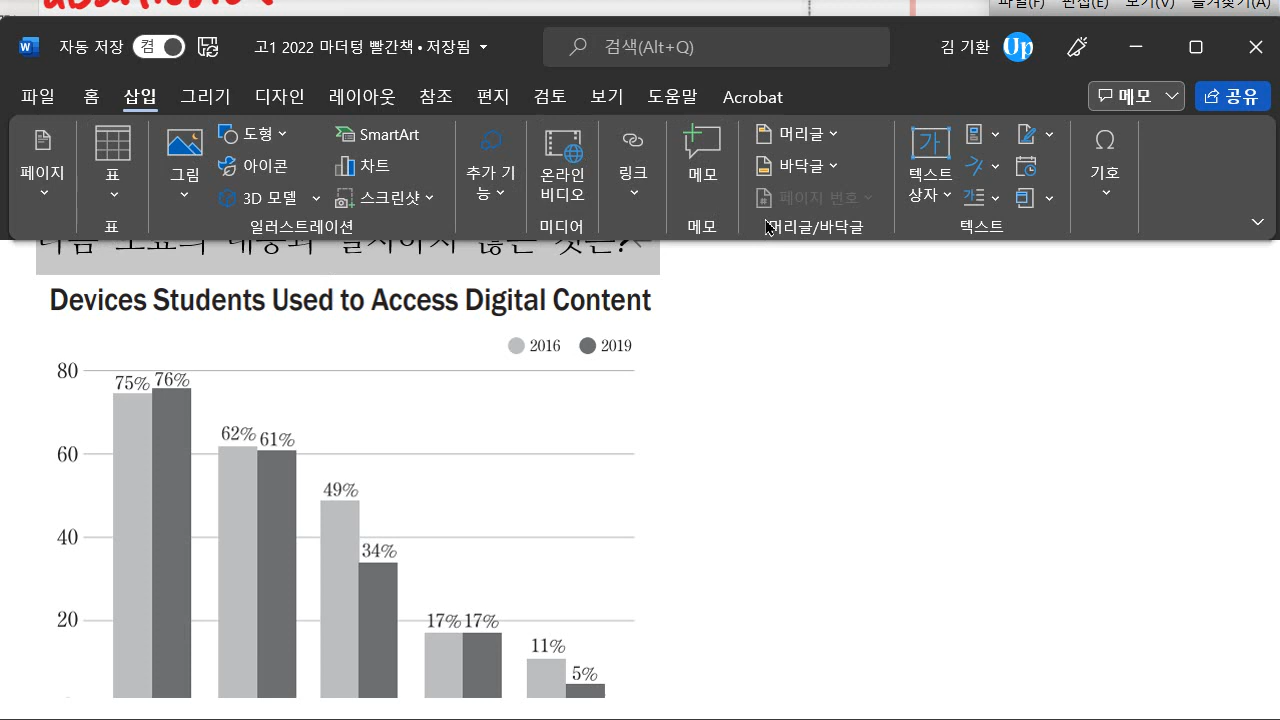 파일(F) 편집(E) 보기(V) 즐겨찾기(A)
자동 저장 켬 고1 2022 마더텅 빨간책 • 저장됨 검색(Alt+Q) 김 기환 Up
파일 홈 삽입 그리기 디자인 레이아웃 참조 편지 검토 보기 도움말 Acrobat 메모 공유
페이지
표
그림
도형
아이콘
3D 모델
SmartArt
차트
스크린샷
추가 기능
온라인 비디오
링크
메모
머리글
바닥글
페이지 번호
텍스트 상자
기호
표 일러스트레이션 미디어 메모 머리글/바닥글 텍스트
않은 것은?
Devices Students Used to Access Digital Content
2016 2019
80
75% 76%
62% 61%
60
49%
40
34%
20
17% 17%
11%
5%